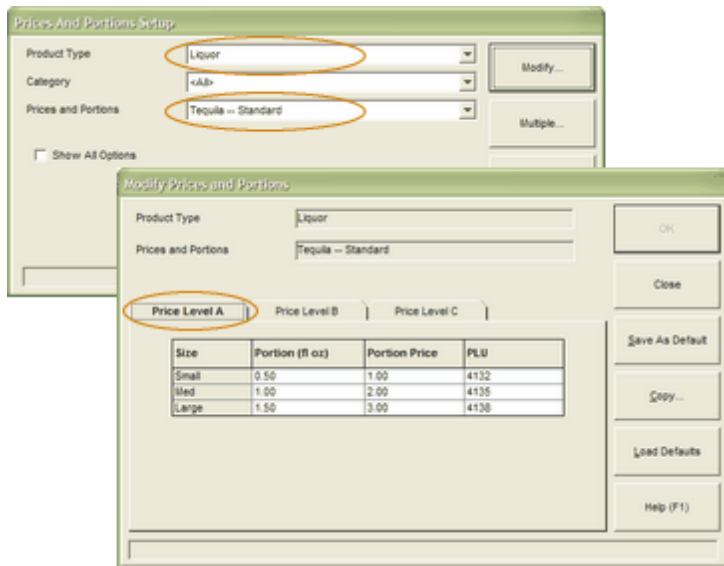 Prices And Portions Setup
Product Type Liquor
Modify...
Category <All>
Prices and Portions Tequila -- Standard
Multiple...
Show All Options
Modify Prices and Portions
Product Type Liquor
OK
Prices and Portions Tequila -- Standard
Close
Price Level A Price Level B Price Level C
Save As Default
Size Portion (fl oz) Portion Price PLU
Small 0.50 1.00 4132
Med 1.00 2.00 4135
Large 1.50 3.00 4138
Copy...
Load Defaults
Help (F1)